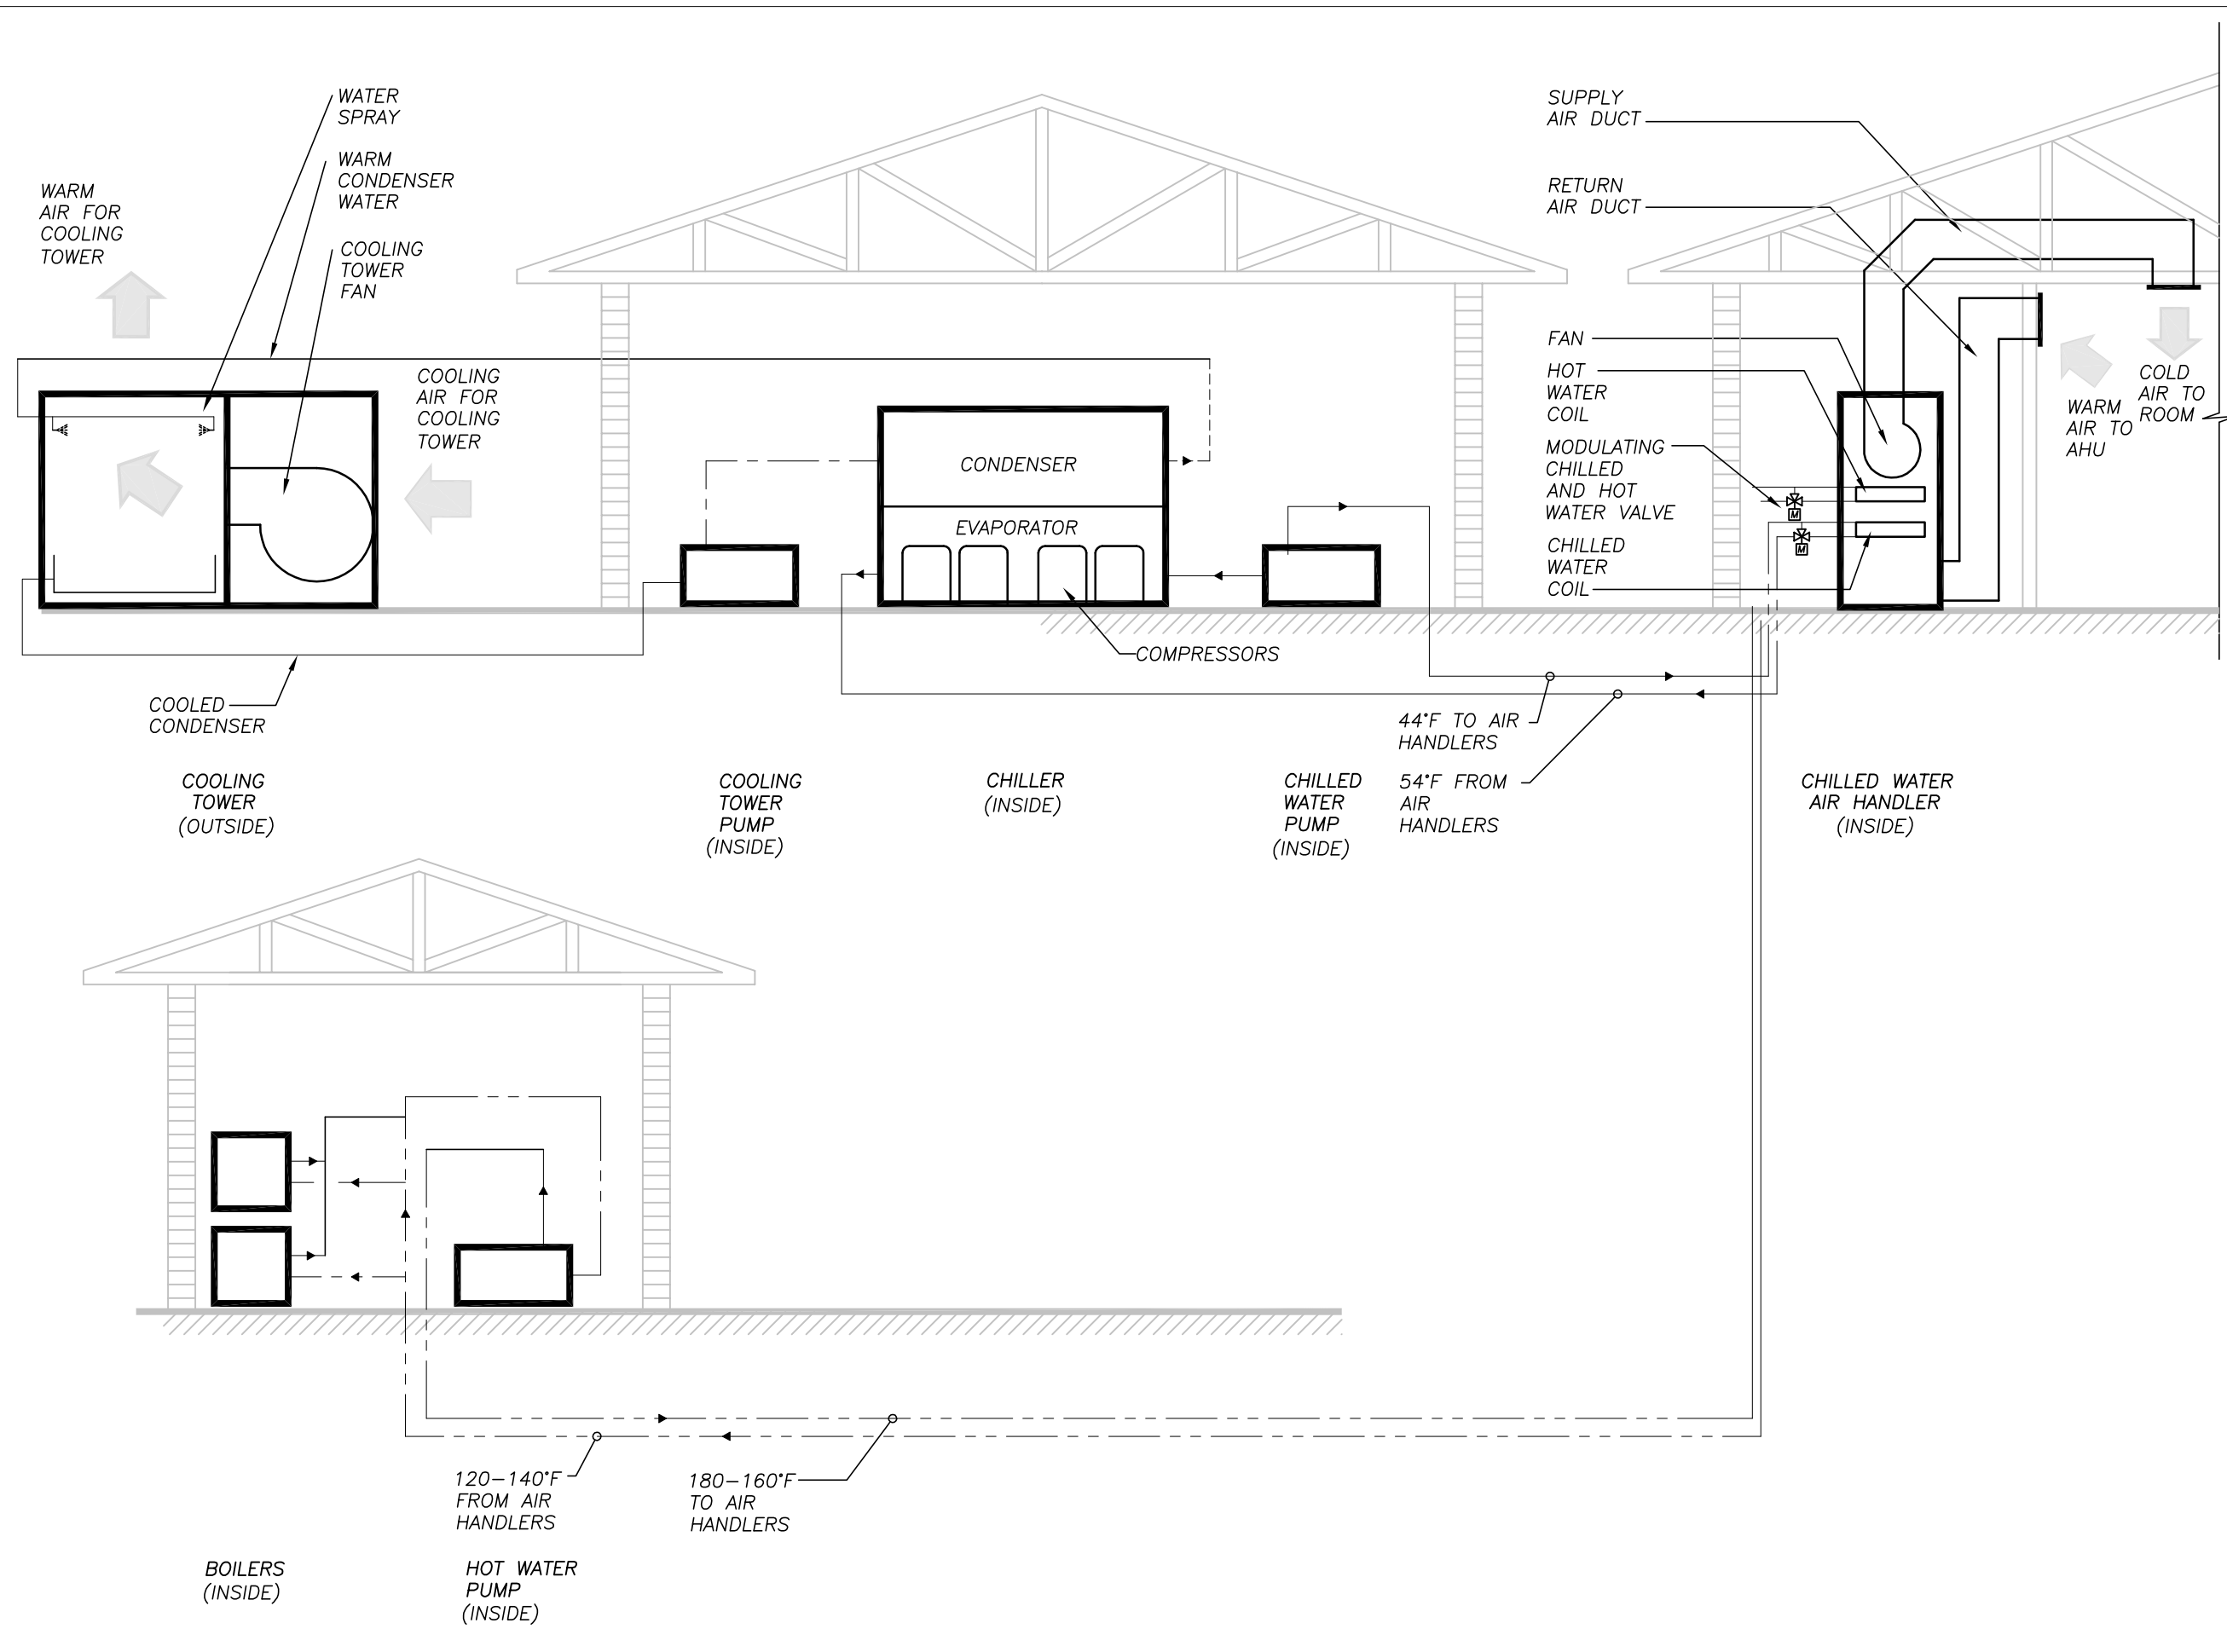 WATER
SPRAY
WARM
CONDENSER
WATER
WARM
AIR FOR
COOLING
TOWER
COOLING
TOWER
FAN
COOLING
AIR FOR
COOLING
TOWER
SUPPLY
AIR DUCT
RETURN
AIR DUCT
FAN
HOT
WATER
COIL
MODULATING
CHILLED
AND HOT
WATER VALVE
CHILLED
WATER
COIL
M
M
COLD
AIR TO
ROOM
WARM
AIR TO
AHU
CONDENSER
EVAPORATOR
COMPRESSORS
COOLED
CONDENSER
44°F TO AIR
HANDLERS
54°F FROM
AIR
HANDLERS
COOLING
TOWER
(OUTSIDE)
COOLING
TOWER
PUMP
(INSIDE)
CHILLER
(INSIDE)
CHILLED
WATER
PUMP
(INSIDE)
CHILLED WATER
AIR HANDLER
(INSIDE)
120-140°F
FROM AIR
HANDLERS
180-160°F
TO AIR
HANDLERS
BOILERS
(INSIDE)
HOT WATER
PUMP
(INSIDE)